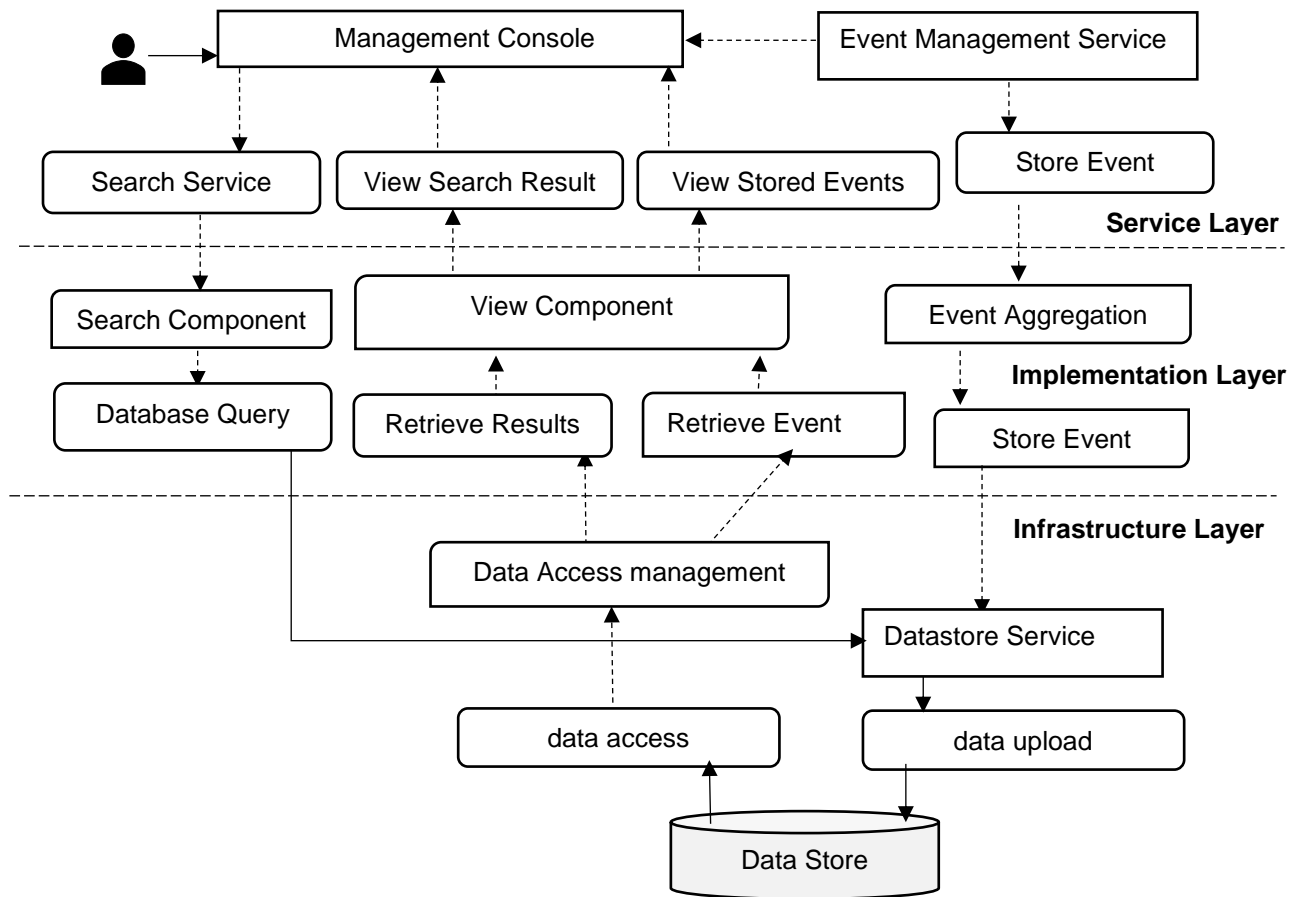 Management Console
Event Management Service
Search Service
View Search Result
View Stored Events
Store Event
Service Layer
Search Component
View Component
Event Aggregation
Implementation Layer
Database Query
Retrieve Results
Retrieve Event
Store Event
Infrastructure Layer
Data Access management
Datastore Service
data access
data upload
Data Store